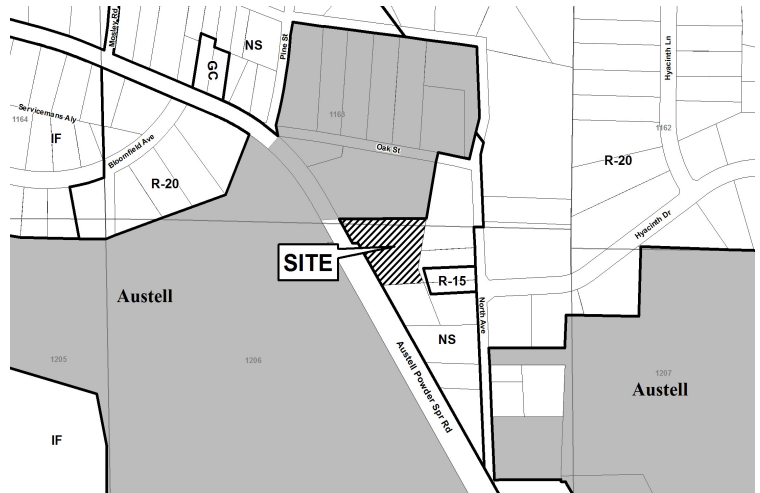 Mosley Rd
NS
Pine St
GC
Hyacinth Ln
Servicemans Aly
1164
IF
1163
1162
Bloomfield Ave
Oak St
R-20
R-20
Hyacinth Dr
SITE
R-15
Austell
North Ave
NS
Austell Powder Spr Rd
1205
1206
1207
Austell
IF